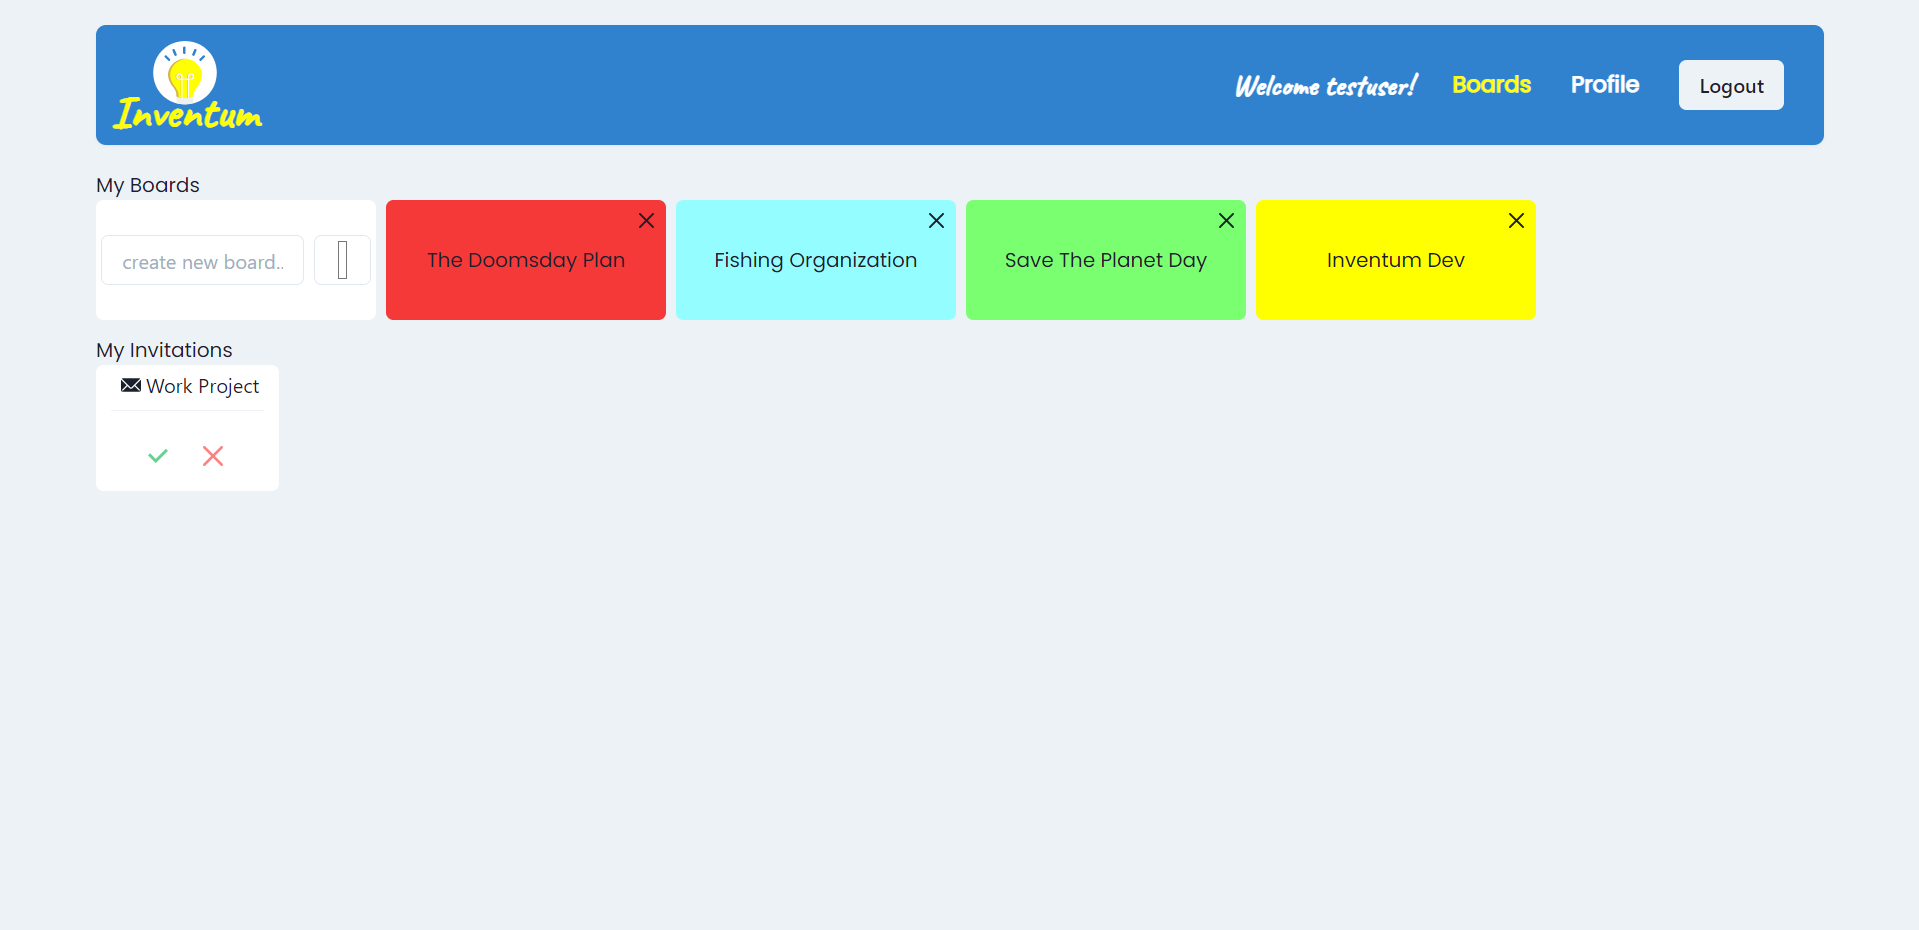 Inventum
Welcome testuser!
Boards
Profile
Logout
My Boards
create new board..
The Doomsday Plan
Fishing Organization
Save The Planet Day
Inventum Dev
My Invitations
Work Project